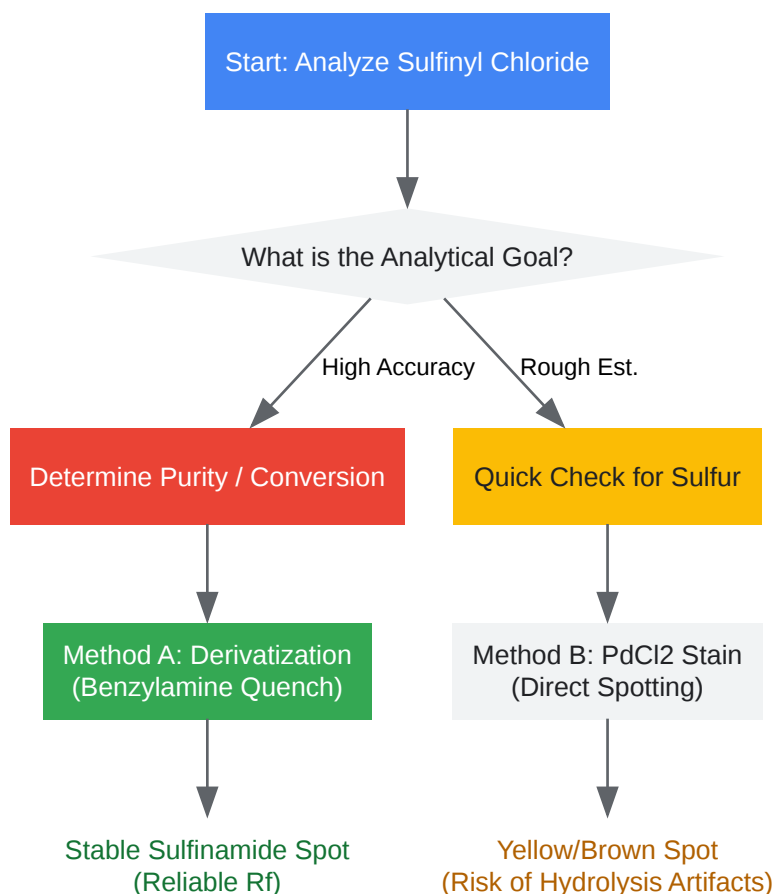 Start: Analyze Sulfinyl Chloride
What is the Analytical Goal?
High Accuracy
Rough Est.
Determine Purity / Conversion
Quick Check for Sulfur
Method A: Derivatization
(Benzylamine Quench)
Method B: PdCl2 Stain
(Direct Spotting)
Stable Sulfinamide Spot
(Reliable Rf)
Yellow/Brown Spot
(Risk of Hydrolysis Artifacts)